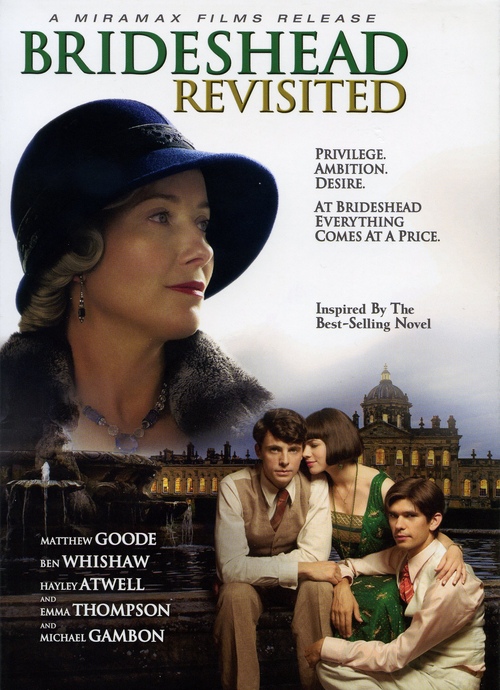 A MIRAMAX FILMS RELEASE
BRIDESHEAD
REVISITED
PRIVILEGE.
AMBITION.
DESIRE.
AT BRIDESHEAD
EVERYTHING
COMES AT A PRICE.
Inspired By The
Best-Selling Novel
MATTHEW GOODE
BEN WHISHAW
HAYLEY ATWELL
AND
EMMA THOMPSON
AND
MICHAEL GAMBON